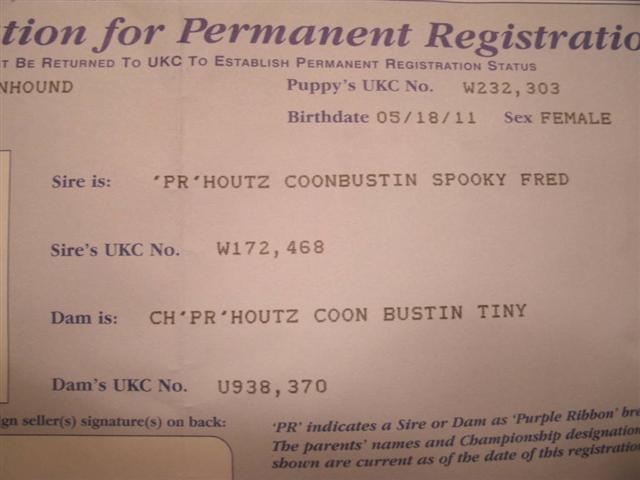 tion for Permanent Registratio
T BE RETURNED TO UKC TO ESTABLISH PERMANENT REGISTRATION STATUS
NHOUND
Puppy's UKC No. W232,303
Birthdate 05/18/11 Sex FEMALE
Sire is: 'PR'HOUTZ COONBUSTIN SPOOKY FRED
Sire's UKC No. W172,468
Dam is: CH'PR'HOUTZ COON BUSTIN TINY
Dam's UKC No. U938,370
gn seller(s) signature(s) on back:
'PR' indicates a Sire or Dam as 'Purple Ribbon' bre
The parents' names and Championship designation
shown are current as of the date of this registratio